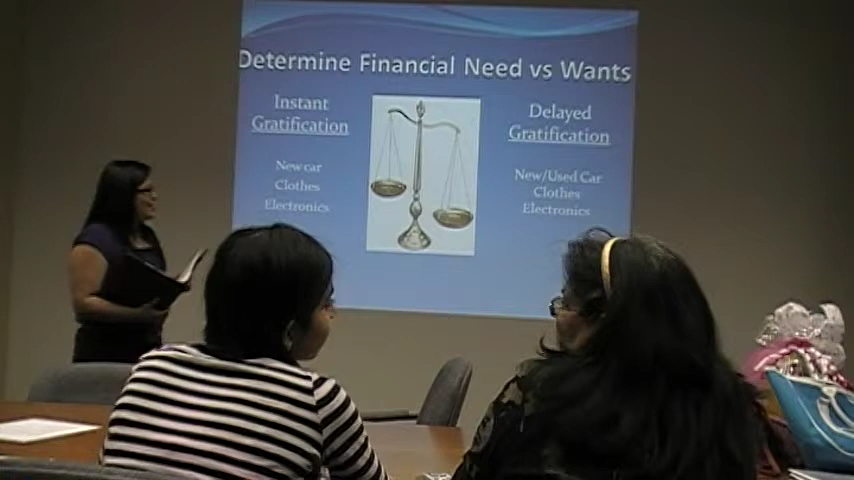 Determine Financial Need vs Wants
Instant
Gratification
New car
Clothes
Electronics
Delayed
Gratification
New/Used Car
Clothes
Electronics